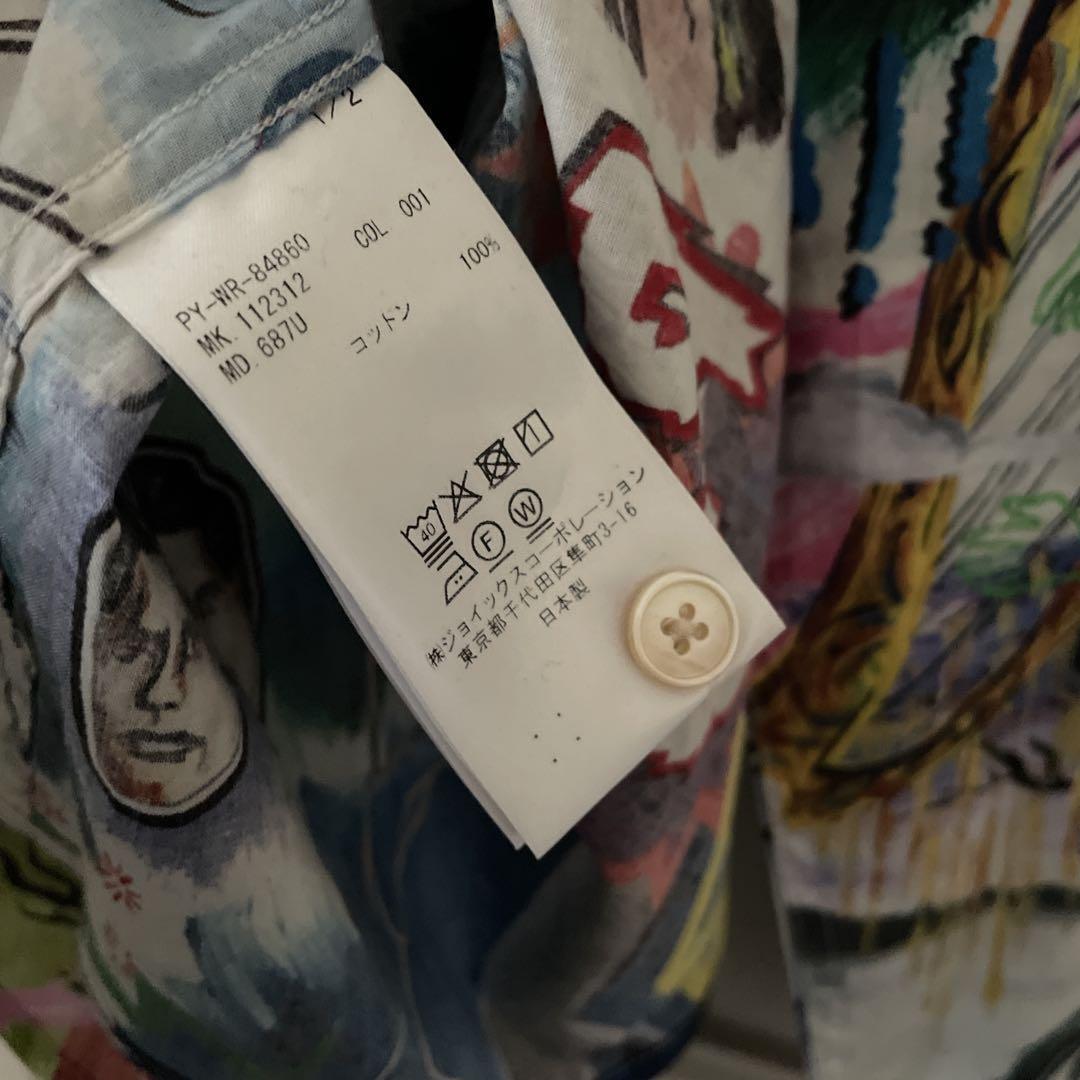 1/2
PY-WR-84860 COL 001
MK. 112312
MD. 687U
コットン 100%
40
F W
㈱ジョイックスコーポレーション
東京都千代田区隼町3-16
日本製
S
!!